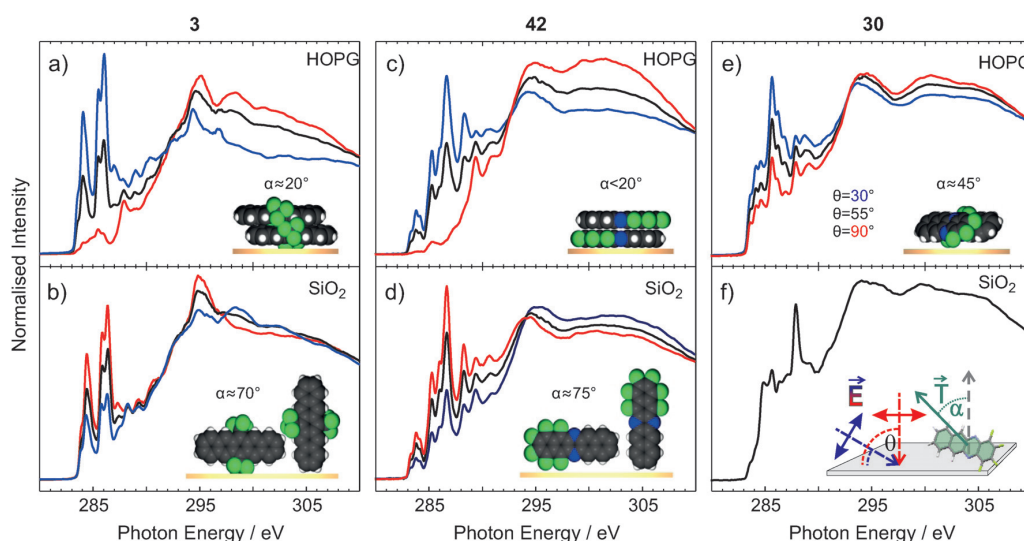 3
42
30
a)
HOPG
α≈20°
c)
HOPG
α<20°
e)
HOPG
θ=30°
θ=55°
θ=90°
α≈45°
b)
SiO2
α≈70°
d)
SiO2
α≈75°
f)
SiO2
E
T
α
θ
Normalised Intensity
285
295
305
285
295
305
285
295
305
Photon Energy / eV
Photon Energy / eV
Photon Energy / eV